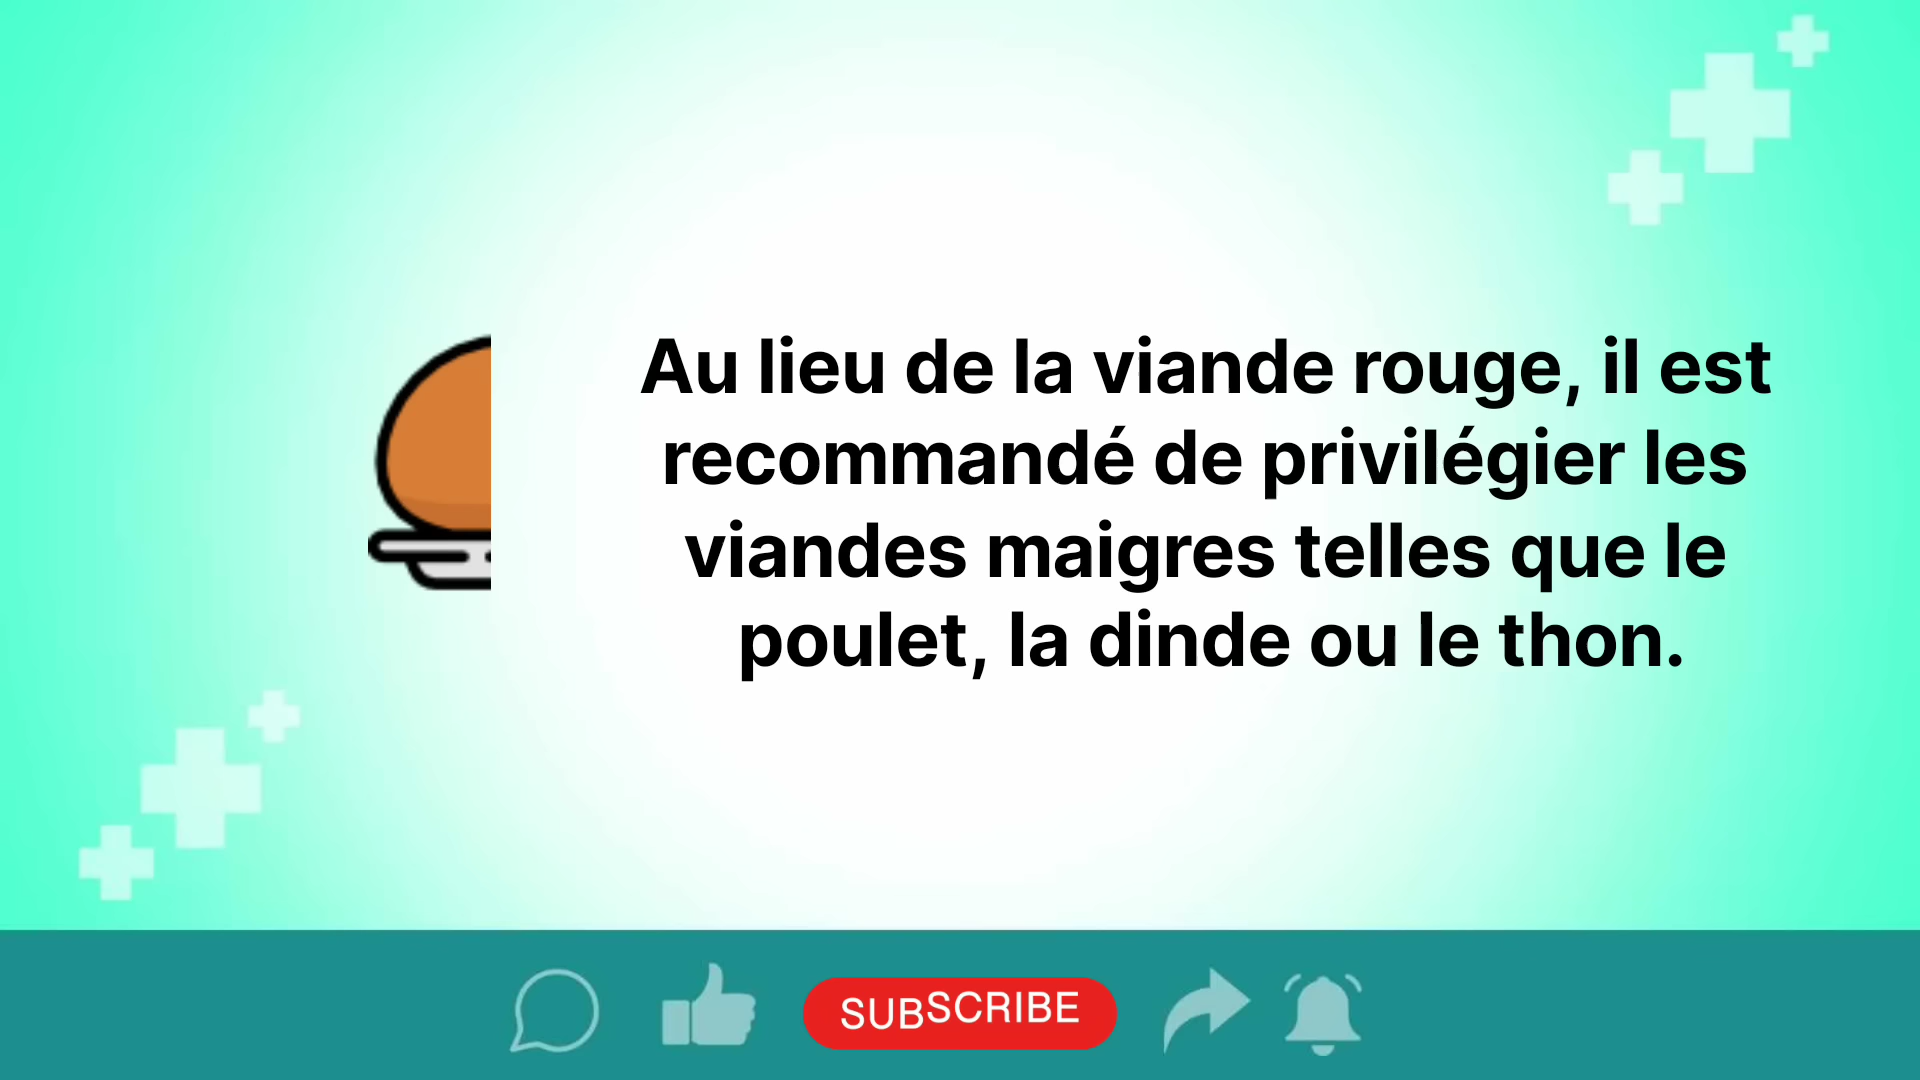 Au lieu de la viande rouge, il est
recommandé de privilégier les
viandes maigres telles que le
poulet, la dinde ou le thon.
SUBSCRIBE